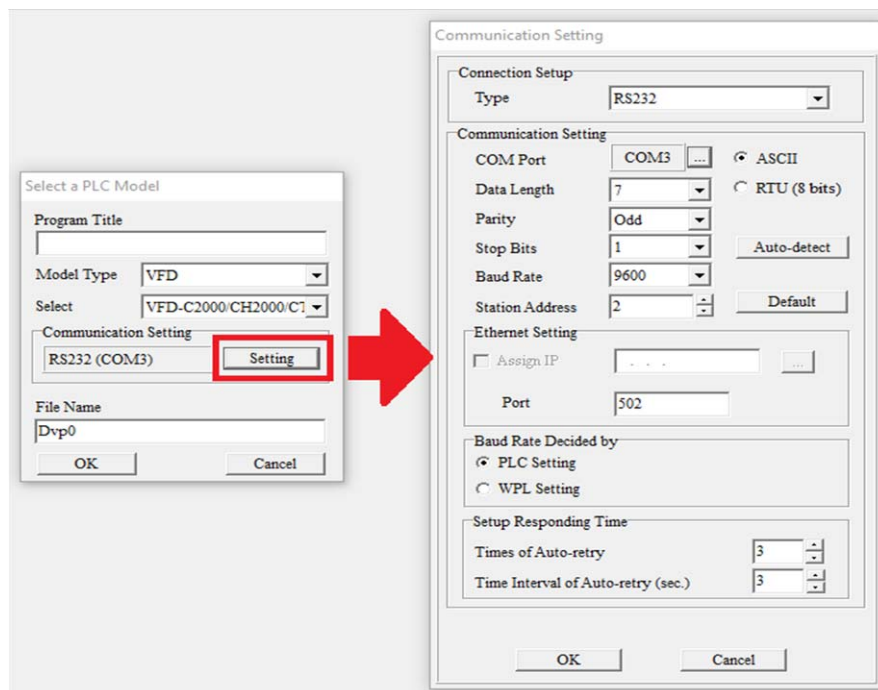 Select a PLC Model
Program Title
Model Type VFD
Select VFD-C2000/CH2000/CT
Communication Setting
RS232 (COM3) Setting
File Name
Dvp0
OK Cancel
Communication Setting
Connection Setup
Type RS232
Communication Setting
COM Port COM3 ... ASCII
Data Length 7 RTU (8 bits)
Parity Odd
Stop Bits 1 Auto-detect
Baud Rate 9600
Station Address 2 Default
Ethernet Setting
Assign IP . . . ...
Port 502
Baud Rate Decided by
PLC Setting
WPL Setting
Setup Responding Time
Times of Auto-retry 3
Time Interval of Auto-retry (sec.) 3
OK Cancel